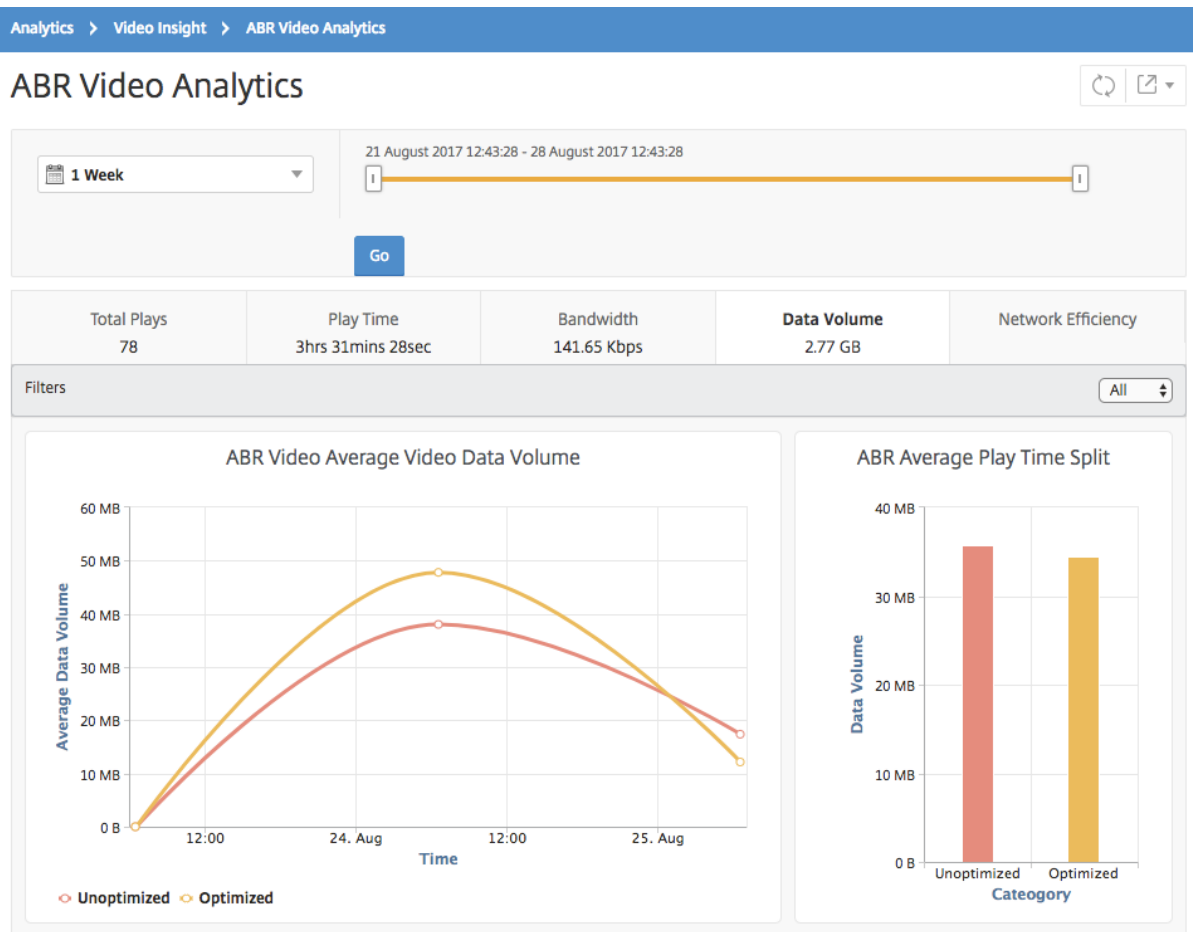 Analytics > Video Insight > ABR Video Analytics
ABR Video Analytics
1 Week
21 August 2017 12:43:28 - 28 August 2017 12:43:28
Go
Total Plays
78
Play Time
3hrs 31mins 28sec
Bandwidth
141.65 Kbps
Data Volume
2.77 GB
Network Efficiency
Filters
All
ABR Video Average Video Data Volume
Average Data Volume
60 MB
50 MB
40 MB
30 MB
20 MB
10 MB
0 B
12:00
24. Aug
12:00
25. Aug
Time
Unoptimized
Optimized
ABR Average Play Time Split
Data Volume
40 MB
30 MB
20 MB
10 MB
0 B
Unoptimized
Optimized
Cateogory